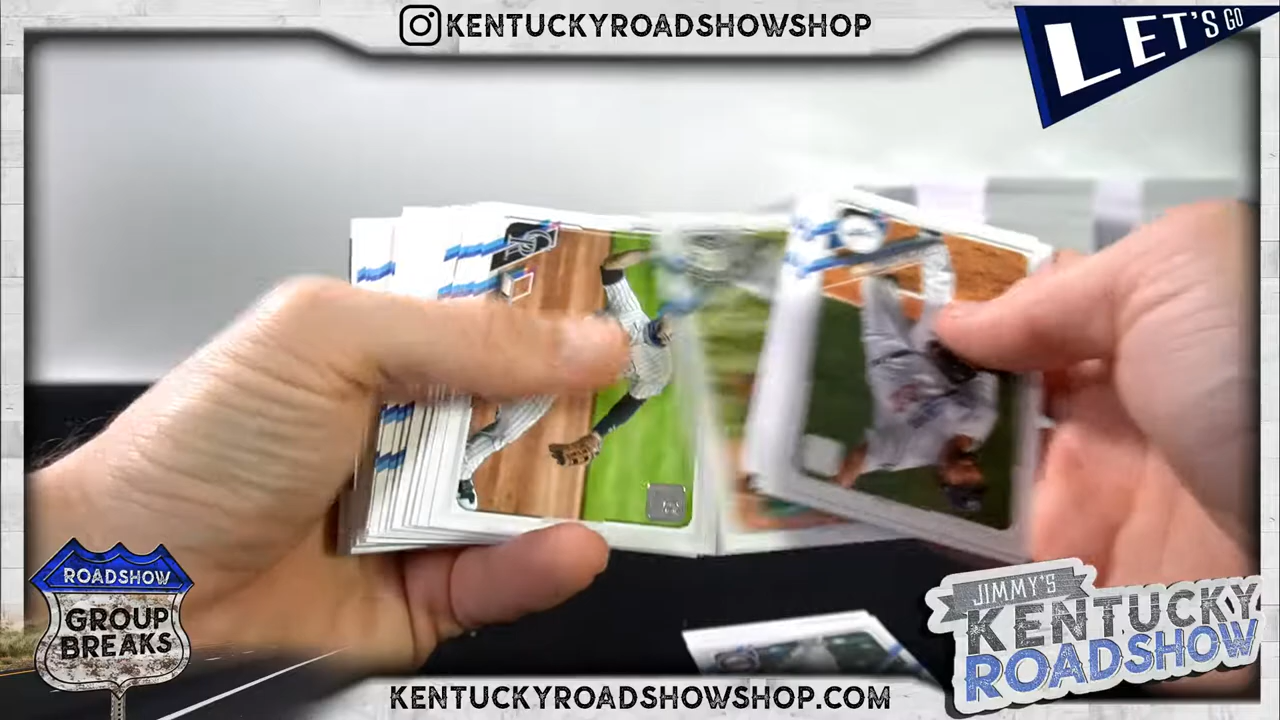 KENTUCKYROADSHOWSHOP
LET'S GO
ROADSHOW
GROUP
BREAKS
JIMMY'S
KENTUCKY
ROADSHOW
KENTUCKYROADSHOWSHOP.COM